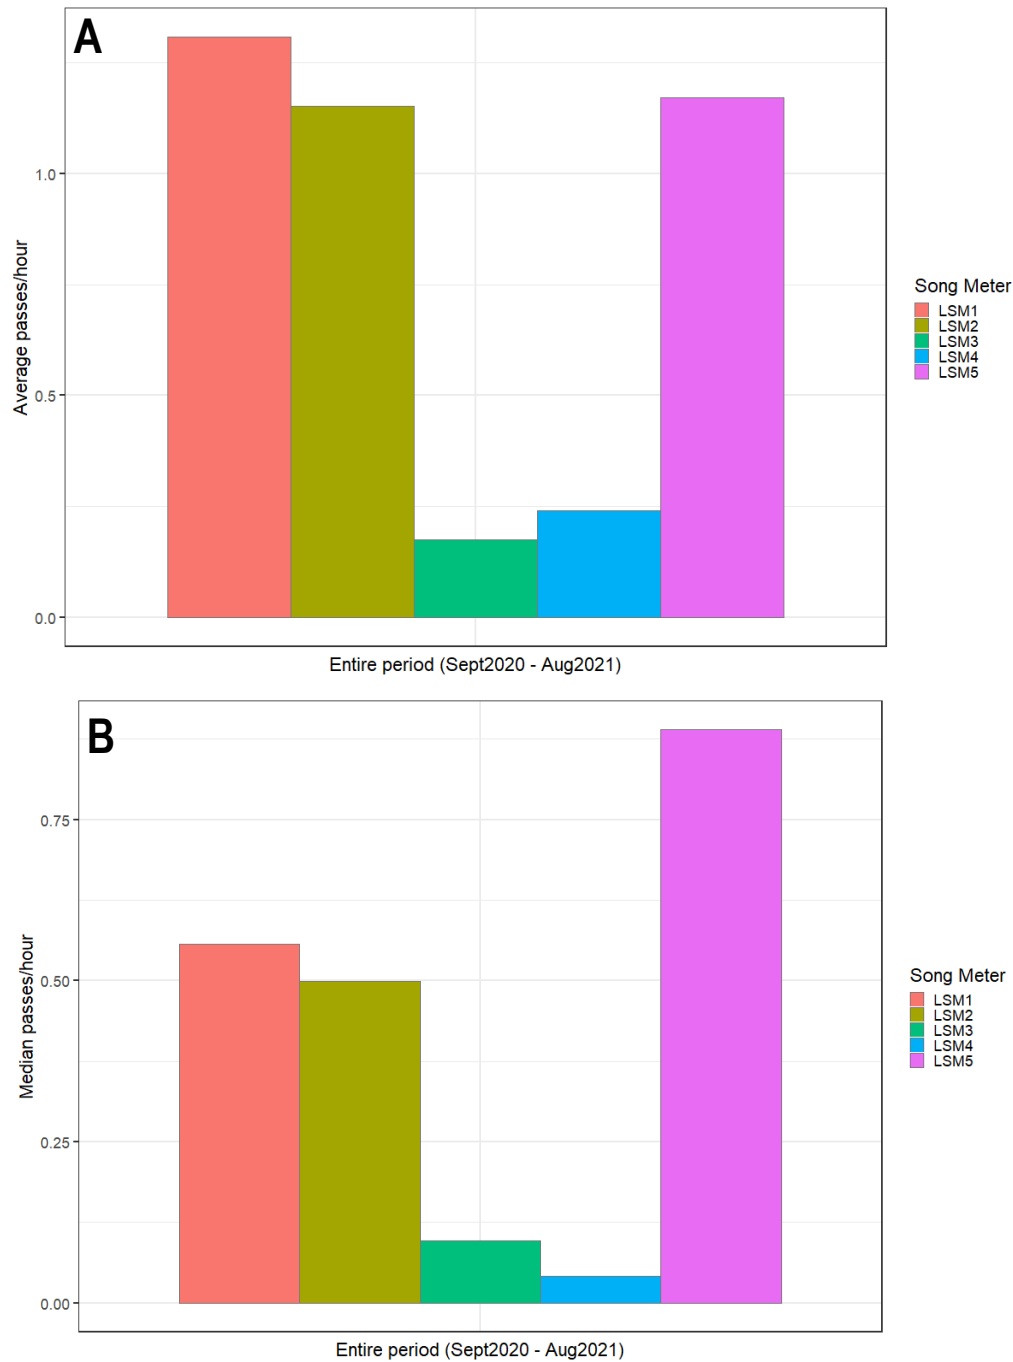 A
1.0
0.5
0.0
Average passes/hour
Entire period (Sept2020 - Aug2021)
Song Meter
LSM1
LSM2
LSM3
LSM4
LSM5
B
0.75
0.50
0.25
0.00
Median passes/hour
Entire period (Sept2020 - Aug2021)
Song Meter
LSM1
LSM2
LSM3
LSM4
LSM5